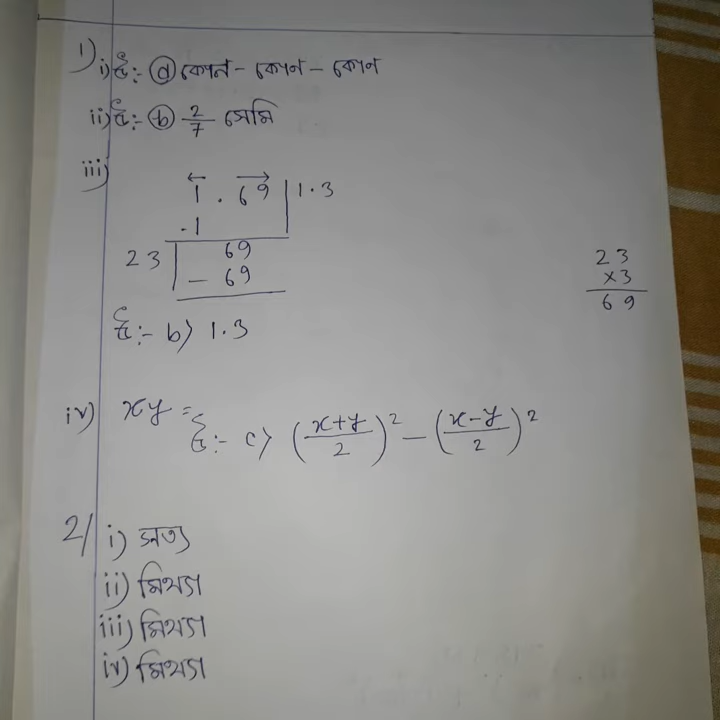 1) i) উঃ- ⓓ কোন - কোণ - কোণ
ii) উঃ- ⓑ 2/7 সেমি
iii)
1 . 69 | 1.3
-1
23 | 69
- 69
23
×3
69
উঃ- b) 1.3
iv) xy =
উঃ- c) ((x+y)/2)² - ((x-y)/2)²
2/ i) সত্য
ii) মিথ্যা
iii) মিথ্যা
iv) মিথ্যা